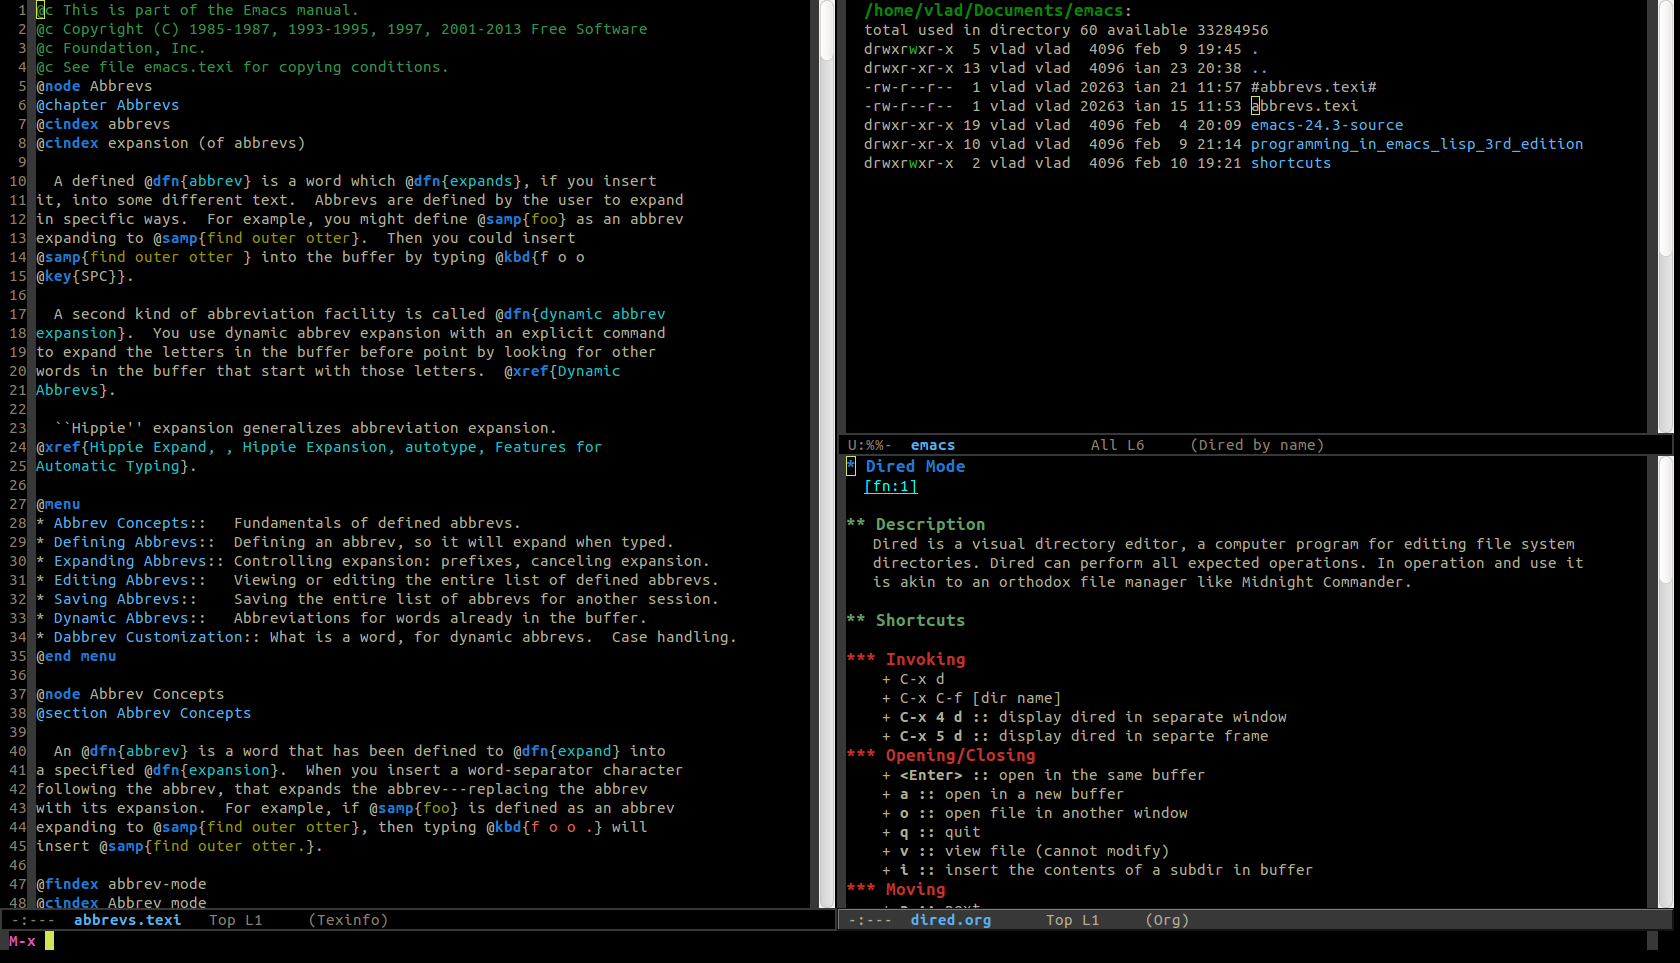 1 @c This is part of the Emacs manual.
2 @c Copyright (C) 1985-1987, 1993-1995, 1997, 2001-2013 Free Software
3 @c Foundation, Inc.
4 @c See file emacs.texi for copying conditions.
5 @node Abbrevs
6 @chapter Abbrevs
7 @cindex abbrevs
8 @cindex expansion (of abbrevs)
9
10   A defined @dfn{abbrev} is a word which @dfn{expands}, if you insert
11 it, into some different text.  Abbrevs are defined by the user to expand
12 in specific ways.  For example, you might define @samp{foo} as an abbrev
13 expanding to @samp{find outer otter}.  Then you could insert
14 @samp{find outer otter } into the buffer by typing @kbd{f o o
15 @key{SPC}}.
16
17   A second kind of abbreviation facility is called @dfn{dynamic abbrev
18 expansion}.  You use dynamic abbrev expansion with an explicit command
19 to expand the letters in the buffer before point by looking for other
20 words in the buffer that start with those letters.  @xref{Dynamic
21 Abbrevs}.
22
23   ``Hippie'' expansion generalizes abbreviation expansion.
24 @xref{Hippie Expand, , Hippie Expansion, autotype, Features for
25 Automatic Typing}.
26
27 @menu
28 * Abbrev Concepts::   Fundamentals of defined abbrevs.
29 * Defining Abbrevs::  Defining an abbrev, so it will expand when typed.
30 * Expanding Abbrevs:: Controlling expansion: prefixes, canceling expansion.
31 * Editing Abbrevs::   Viewing or editing the entire list of defined abbrevs.
32 * Saving Abbrevs::    Saving the entire list of abbrevs for another session.
33 * Dynamic Abbrevs::   Abbreviations for words already in the buffer.
34 * Dabbrev Customization:: What is a word, for dynamic abbrevs.  Case handling.
35 @end menu
36
37 @node Abbrev Concepts
38 @section Abbrev Concepts
39
40   An @dfn{abbrev} is a word that has been defined to @dfn{expand} into
41 a specified @dfn{expansion}.  When you insert a word-separator character
42 following the abbrev, that expands the abbrev---replacing the abbrev
43 with its expansion.  For example, if @samp{foo} is defined as an abbrev
44 expanding to @samp{find outer otter}, then typing @kbd{f o o .} will
45 insert @samp{find outer otter.}.
46
47 @findex abbrev-mode
48 @cindex Abbrev mode
-:---  abbrevs.texi   Top L1     (Texinfo)
M-x
/home/vlad/Documents/emacs:
total used in directory 60 available 33284956
drwxrwxr-x  5 vlad vlad  4096 feb  9 19:45 .
drwxr-xr-x 13 vlad vlad  4096 ian 23 20:38 ..
-rw-r--r--  1 vlad vlad 20263 ian 21 11:57 #abbrevs.texi#
-rw-r--r--  1 vlad vlad 20263 ian 15 11:53 abbrevs.texi
drwxr-xr-x 19 vlad vlad  4096 feb  4 20:09 emacs-24.3-source
drwxr-xr-x 10 vlad vlad  4096 feb  9 21:14 programming_in_emacs_lisp_3rd_edition
drwxrwxr-x  2 vlad vlad  4096 feb 10 19:21 shortcuts
U:%%-  emacs               All L6     (Dired by name)
* Dired Mode
[fn:1]
** Description
Dired is a visual directory editor, a computer program for editing file system
directories. Dired can perform all expected operations. In operation and use it
is akin to an orthodox file manager like Midnight Commander.
** Shortcuts
*** Invoking
+ C-x d
+ C-x C-f [dir name]
+ C-x 4 d :: display dired in separate window
+ C-x 5 d :: display dired in separte frame
*** Opening/Closing
+ <Enter> :: open in the same buffer
+ a :: open in a new buffer
+ o :: open file in another window
+ q :: quit
+ v :: view file (cannot modify)
+ i :: insert the contents of a subdir in buffer
*** Moving
-:---  dired.org      Top L1     (Org)